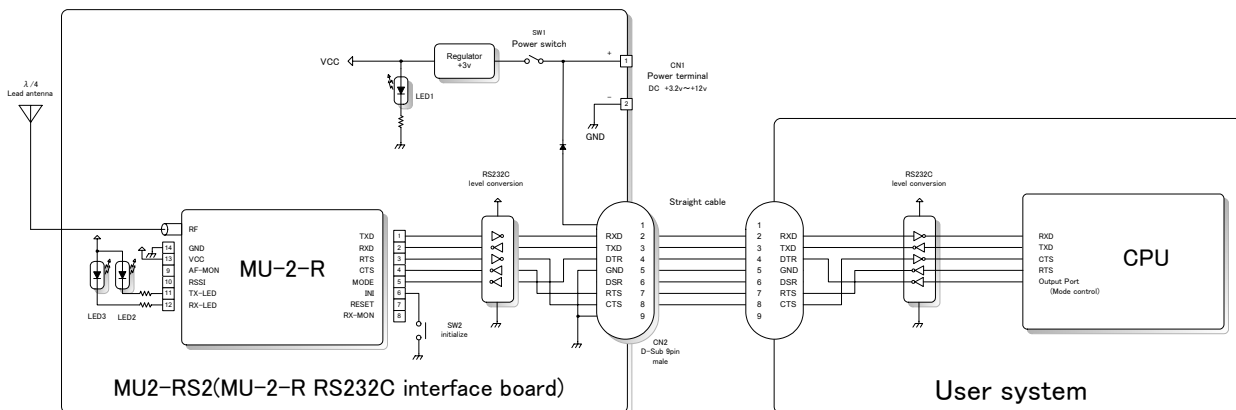 SW1
Power switch
Regulator
+3v
VCC
LED1
+
1
CN1
Power terminal
DC +3.2v～+12v
-
2
GND
λ/4
Lead antenna
RS232C
level conversion
Straight cable
RS232C
level conversion
RF
14 GND
13 VCC
9 AF-MON
10 RSSI
11 TX-LED
12 RX-LED
LED3 LED2
MU-2-R
TXD 1
RXD 2
RTS 3
CTS 4
MODE 5
INI 6
RESET 7
RX-MON 8
SW2
initialize
1
RXD 2
TXD 3
DTR 4
GND 5
DSR 6
RTS 7
CTS 8
9
CN2
D-Sub 9pin
male
1
2 RXD
3 TXD
4 DTR
5 GND
6 DSR
7 RTS
8 CTS
9
RXD
TXD
CTS
RTS
Output Port
(Mode control)
CPU
MU2-RS2(MU-2-R RS232C interface board)
User system